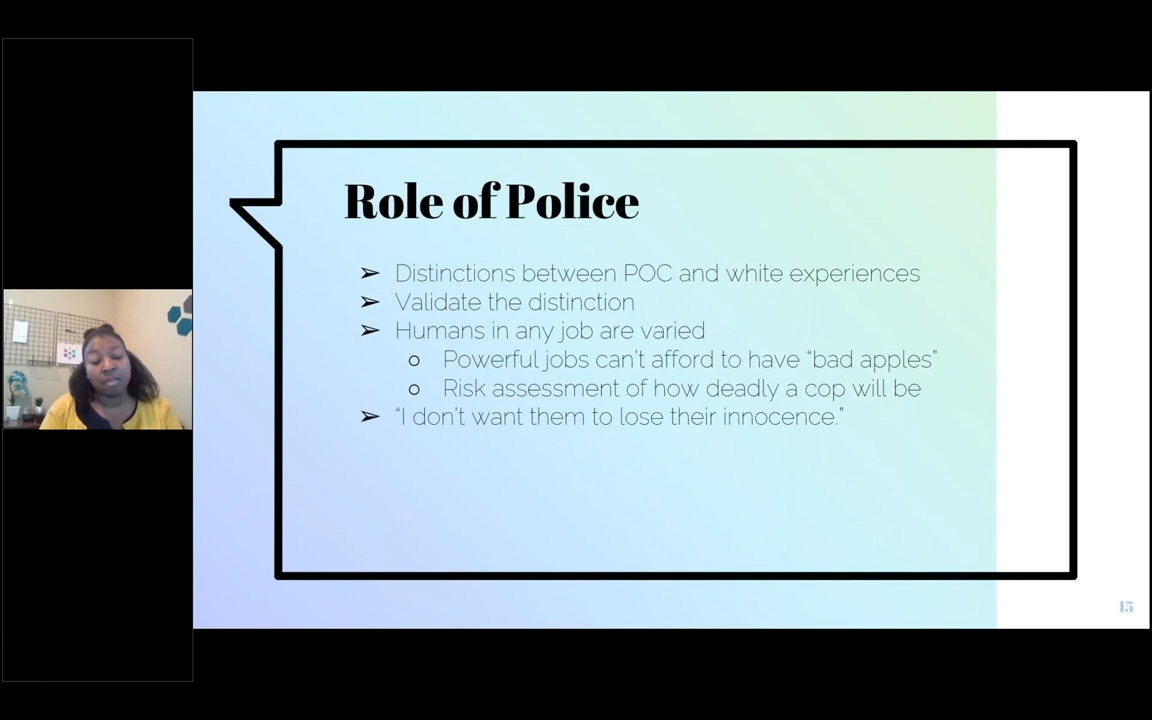 Role of Police
➢ Distinctions between POC and white experiences
➢ Validate the distinction
➢ Humans in any job are varied
○ Powerful jobs can't afford to have “bad apples”
○ Risk assessment of how deadly a cop will be
➢ “I don't want them to lose their innocence.”
15